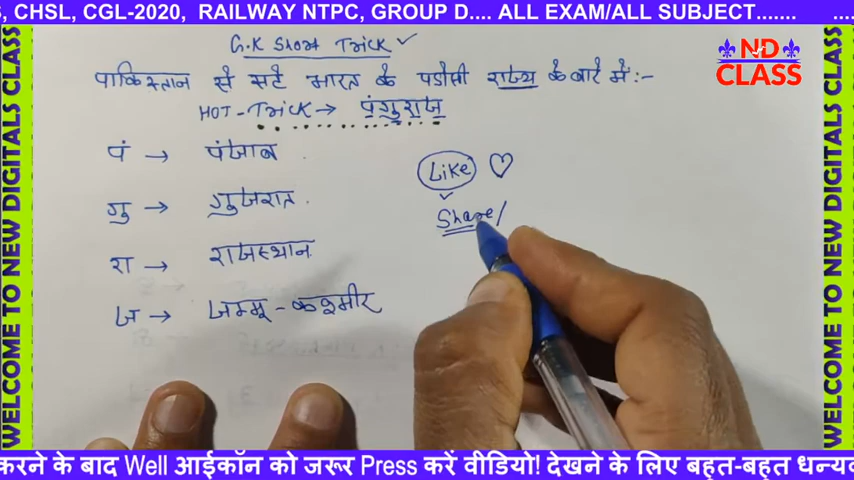 S, CHSL, CGL-2020, RAILWAY NTPC, GROUP D.... ALL EXAM/ALL SUBJECT....... ....
G.K Short Trick ✓
पाकिस्तान से सटे भारत के पडोसी राज्य के बारे में:-
HOT-Trick → पंगुराज
ND
CLASS
पं → पंजाब
गु → गुजरात
रा → राजस्थान
ज → जम्मू-कश्मीर
Like
Share/
WELCOME TO NEW DIGITALS CLASS
WELCOME TO NEW DIGITALS CLASS
करने के बाद Well आईकॉन को जरूर Press करें वीडियो! देखने के लिए बहुत-बहुत धन्यव